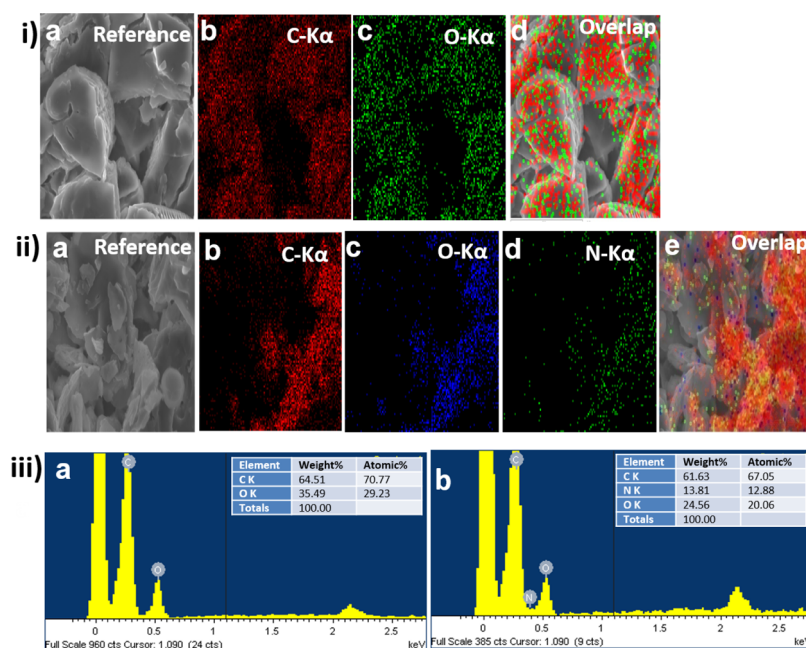 i)
a Reference
b C-Kα
c O-Kα
d Overlap
ii)
a Reference
b C-Kα
c O-Kα
d N-Kα
e Overlap
iii)
a
C
O
Element Weight% Atomic%
C K 64.51 70.77
O K 35.49 29.23
Totals 100.00
0 0.5 1 1.5 2 2.5
Full Scale 960 cts Cursor: 1.090 (24 cts) keV
b
C
N
O
Element Weight% Atomic%
C K 61.63 67.05
N K 13.81 12.88
O K 24.56 20.06
Totals 100.00
0 0.5 1 1.5 2 2.5
Full Scale 385 cts Cursor: 1.090 (9 cts) keV